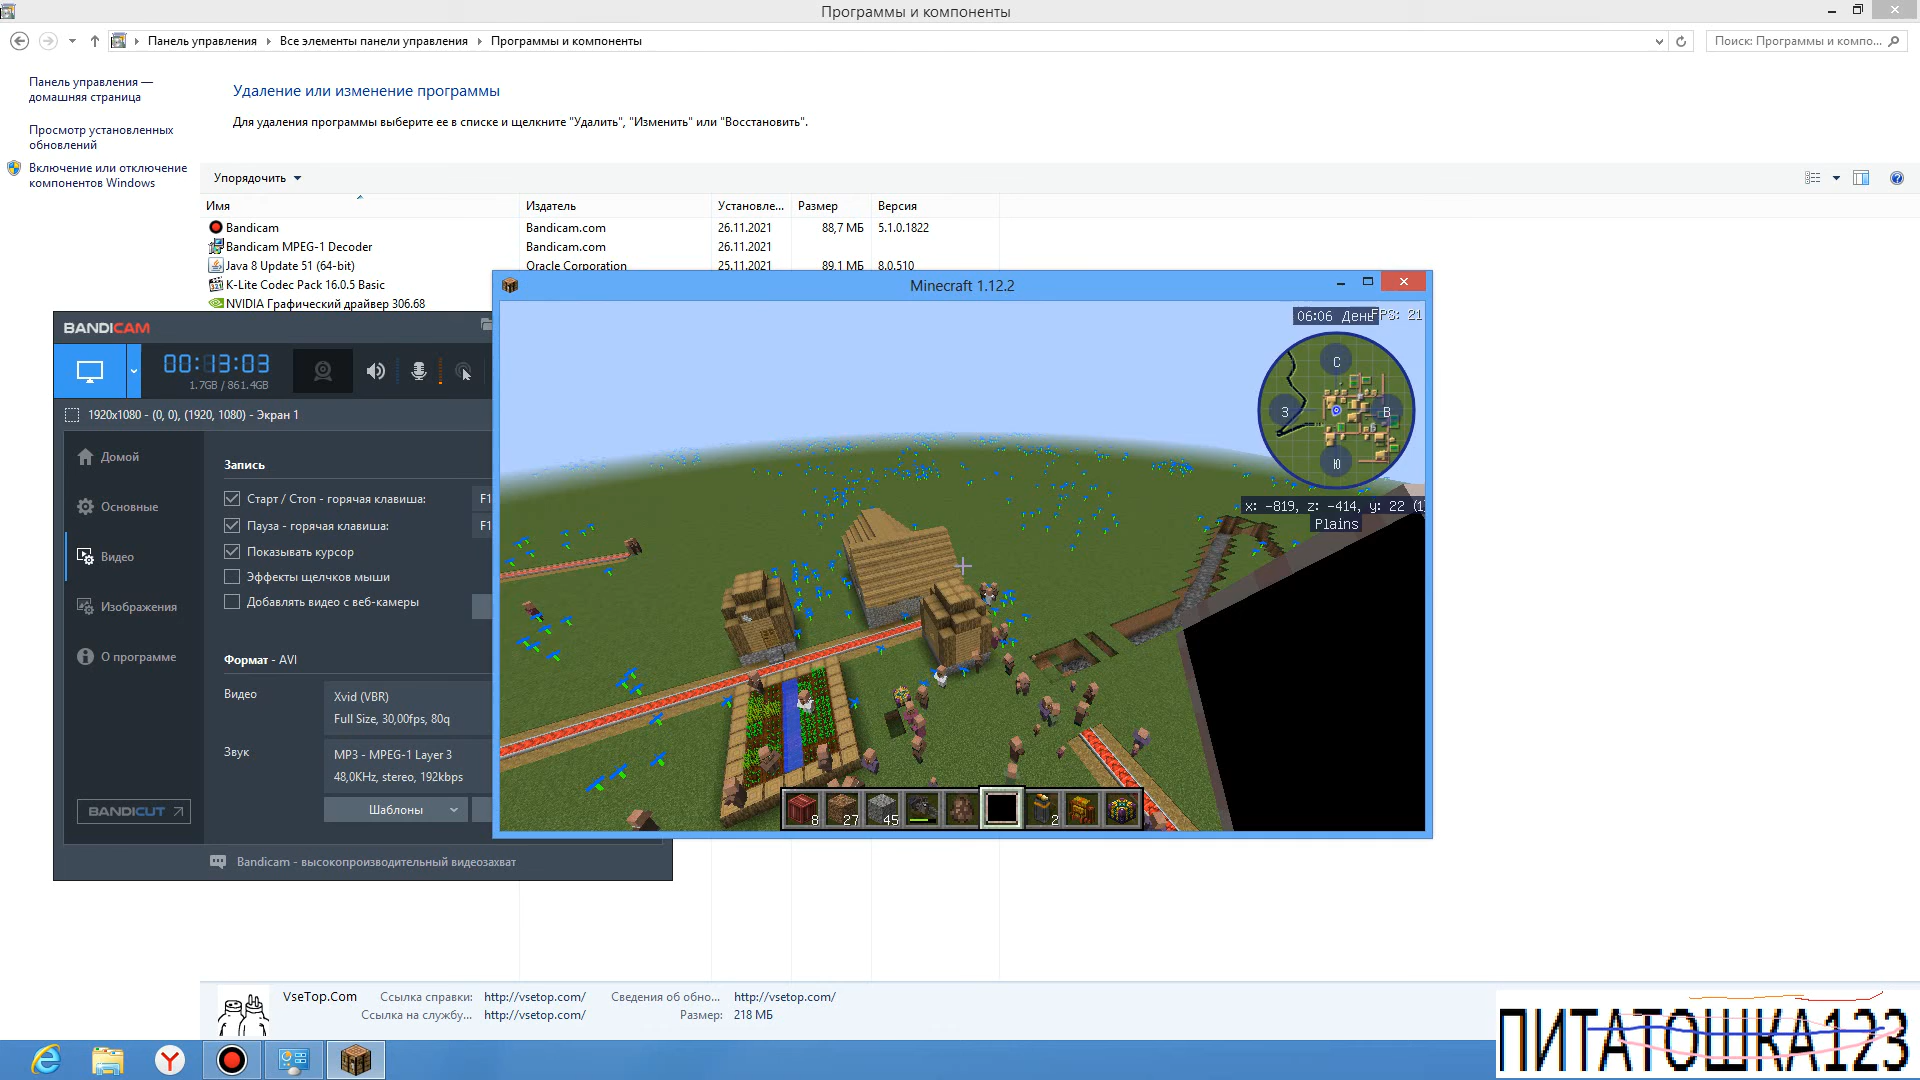 Программы и компоненты
Панель управления
Все элементы панели управления
Программы и компоненты
Поиск: Программы и компо...
Панель управления —
домашняя страница
Просмотр установленных
обновлений
Включение или отключение
компонентов Windows
Удаление или изменение программы
Для удаления программы выберите ее в списке и щелкните "Удалить", "Изменить" или "Восстановить".
Упорядочить
Имя Издатель Установле... Размер Версия
Bandicam Bandicam.com 26.11.2021 88,7 МБ 5.1.0.1822
Bandicam MPEG-1 Decoder Bandicam.com 26.11.2021
Java 8 Update 51 (64-bit) Oracle Corporation 25.11.2021 89,1 МБ 8.0.510
K-Lite Codec Pack 16.0.5 Basic
NVIDIA Графический драйвер 306.68
BANDICAM
00:13:03
1.7GB / 861.4GB
1920x1080 - (0, 0), (1920, 1080) - Экран 1
Домой
Основные
Видео
Изображения
О программе
BANDICUT
Запись
Старт / Стоп - горячая клавиша: F1
Пауза - горячая клавиша: F1
Показывать курсор
Эффекты щелчков мыши
Добавлять видео с веб-камеры
Формат - AVI
Видео
Xvid (VBR)
Full Size, 30,00fps, 80q
Звук
MP3 - MPEG-1 Layer 3
48,0KHz, stereo, 192kbps
Шаблоны
Bandicam - высокопроизводительный видеозахват
Minecraft 1.12.2
06:06 День
FPS: 21
С
З
В
Ю
x: -819, z: -414, y: 22 (1
Plains
8
27
45
2
VseTop.Com
Ссылка справки: http://vsetop.com/
Сведения об обно... http://vsetop.com/
Ссылка на службу... http://vsetop.com/
Размер: 218 МБ
ПИТАТОШКА123